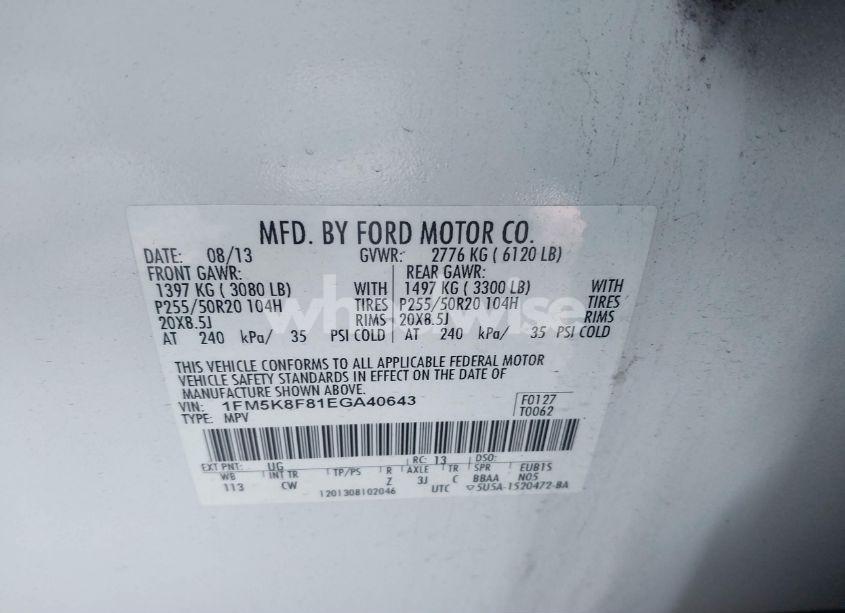 MFD. BY FORD MOTOR CO.
DATE: 08/13 GVWR: 2776 KG ( 6120 LB)
FRONT GAWR: REAR GAWR:
1397 KG ( 3080 LB) WITH 1497 KG ( 3300 LB) WITH
P255/50R20 104H TIRES P255/50R20 104H TIRES
20X8.5J RIMS 20X8.5J RIMS
AT 240 kPa/ 35 PSI COLD AT 240 kPa/ 35 PSI COLD
THIS VEHICLE CONFORMS TO ALL APPLICABLE FEDERAL MOTOR
VEHICLE SAFETY STANDARDS IN EFFECT ON THE DATE OF
MANUFACTURE SHOWN ABOVE.
VIN: 1FM5K8F81EGA40643 F0127
TYPE: MPV T0062
EXT PNT: UG RC: 13 DSO:
WB INT TR TP/PS R AXLE TR SPR EUB1S
113 CW Z 3J C BBAA N05
1201308102046 UTC ▽5U5A-1520472-BA